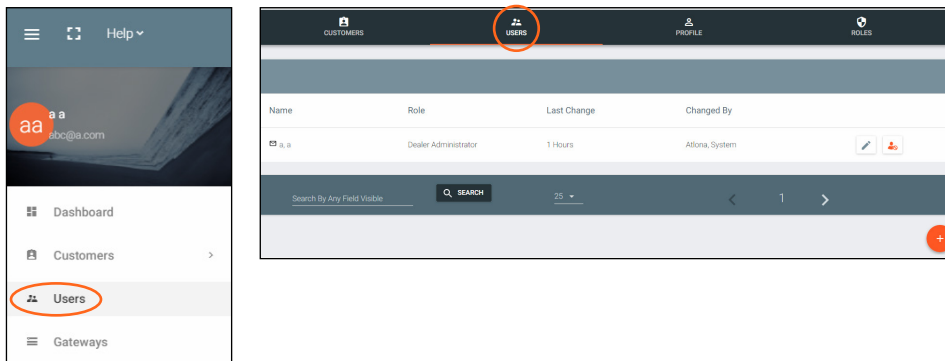 Help
aa
a a
abc@a.com
Dashboard
Customers
Users
Gateways
CUSTOMERS USERS PROFILE ROLES
Name Role Last Change Changed By
a, a Dealer Administrator 1 Hours Atlona, System
Search By Any Field Visible SEARCH 25 1
+